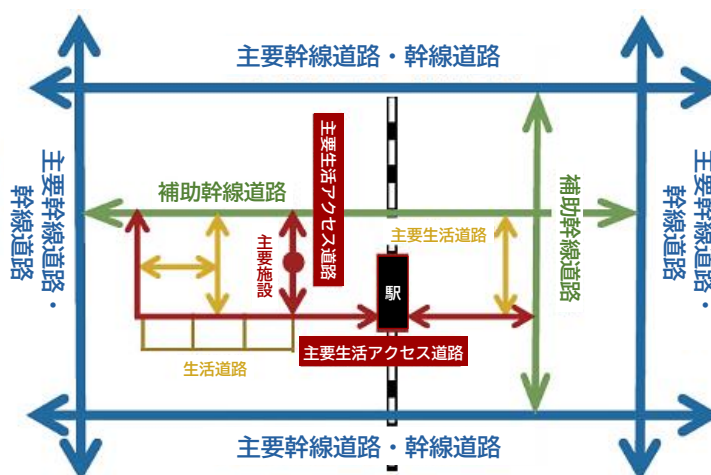 主要幹線道路・幹線道路
主要生活アクセス道路
主要幹線道路・
幹線道路
補助幹線道路
主要施設
主要生活道路
補助幹線道路
主要幹線道路・
幹線道路
駅
主要生活アクセス道路
生活道路
主要幹線道路・幹線道路